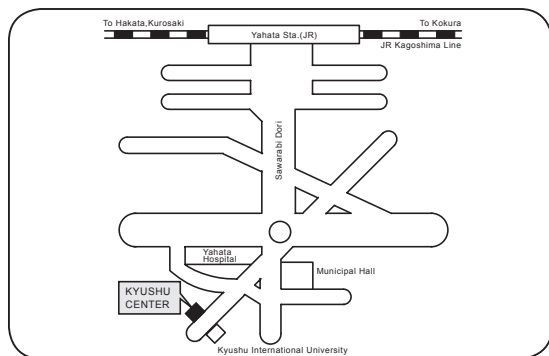 To Hakata,Kurosaki
To Kokura
Yahata Sta.(JR)
JR Kagoshima Line
Sawarabi Dori
Yahata
Hospital
Municipal Hall
KYUSHU
CENTER
Kyushu International University